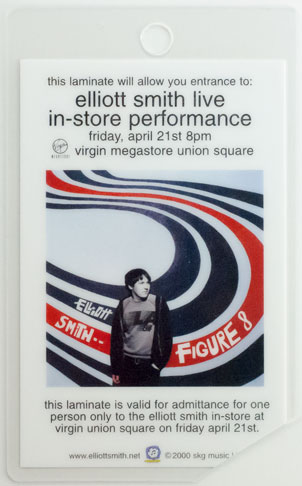 this laminate will allow you entrance to:
elliott smith live
in-store performance
friday, april 21st 8pm
virgin megastore union square
Elliott
Smith--
Figure 8
this laminate is valid for admittance for one
person only to the elliott smith in-store at
virgin union square on friday april 21st.
www.elliottsmith.net ©2000 skg music